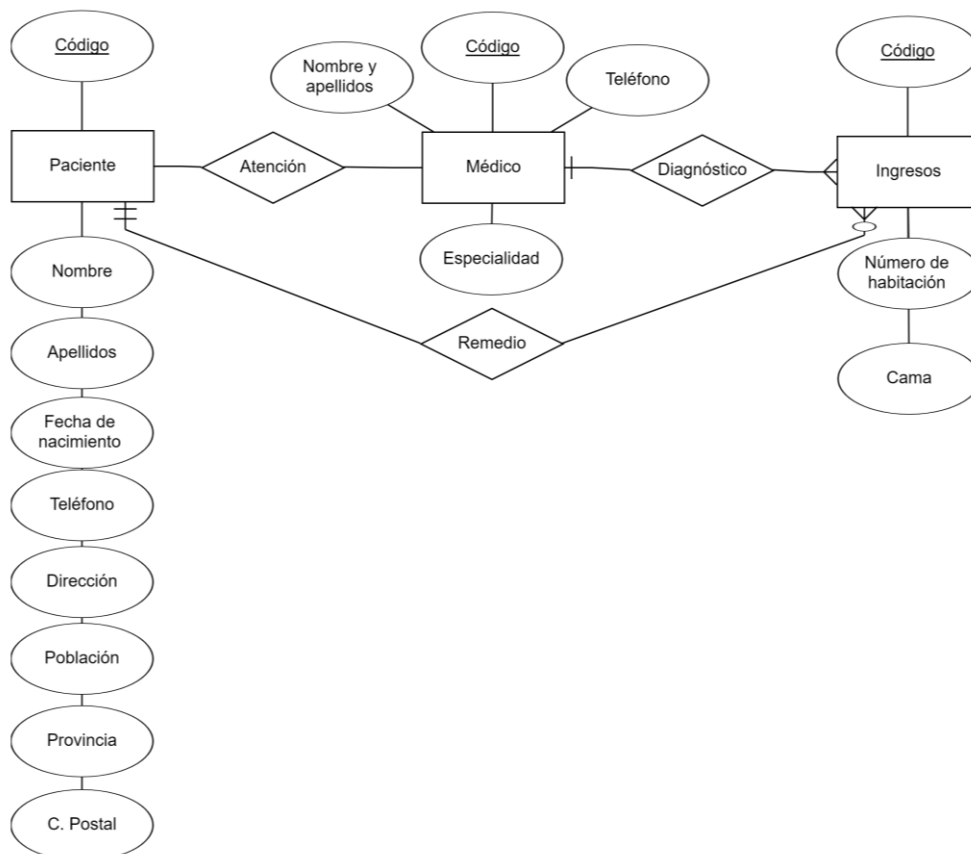 Código
Código
Código
Nombre y
apellidos
Teléfono
Paciente
Atención
Médico
Diagnóstico
Ingresos
Nombre
Especialidad
Número de
habitación
Apellidos
Remedio
Cama
Fecha de
nacimiento
Teléfono
Dirección
Población
Provincia
C. Postal